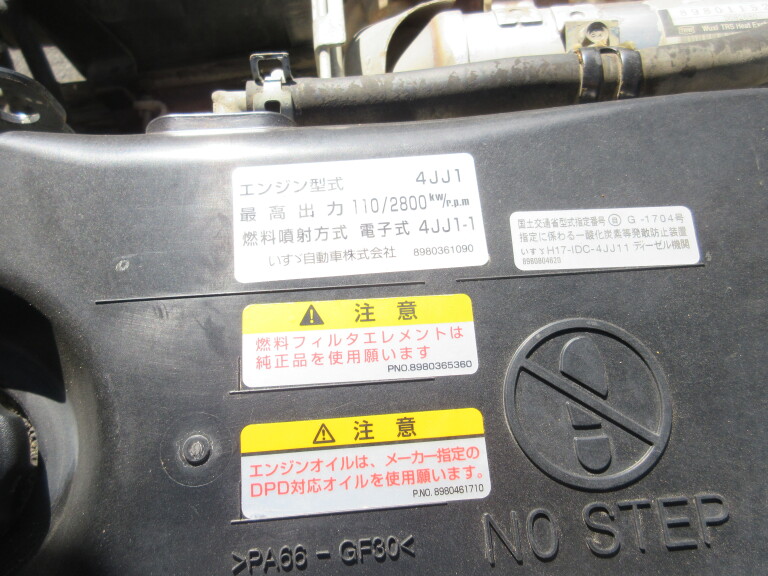 エンジン型式 4JJ1
最高出力 110/2800 kw/r.p.m
燃料噴射方式 電子式 4JJ1-1
いすゞ自動車株式会社 8980361090
国土交通省型式指定番号 G-1704号
指定に係わる一酸化炭素等発散防止装置
いすゞH17-IDC-4JJ11 ディーゼル機関
8980804625
注意
燃料フィルタエレメントは
純正品を使用願います
PNO.8980365360
注意
エンジンオイルは、メーカー指定の
DPD対応オイルを使用願います。
P.NO. 8980461710
NO STEP
>PA66-GF30<